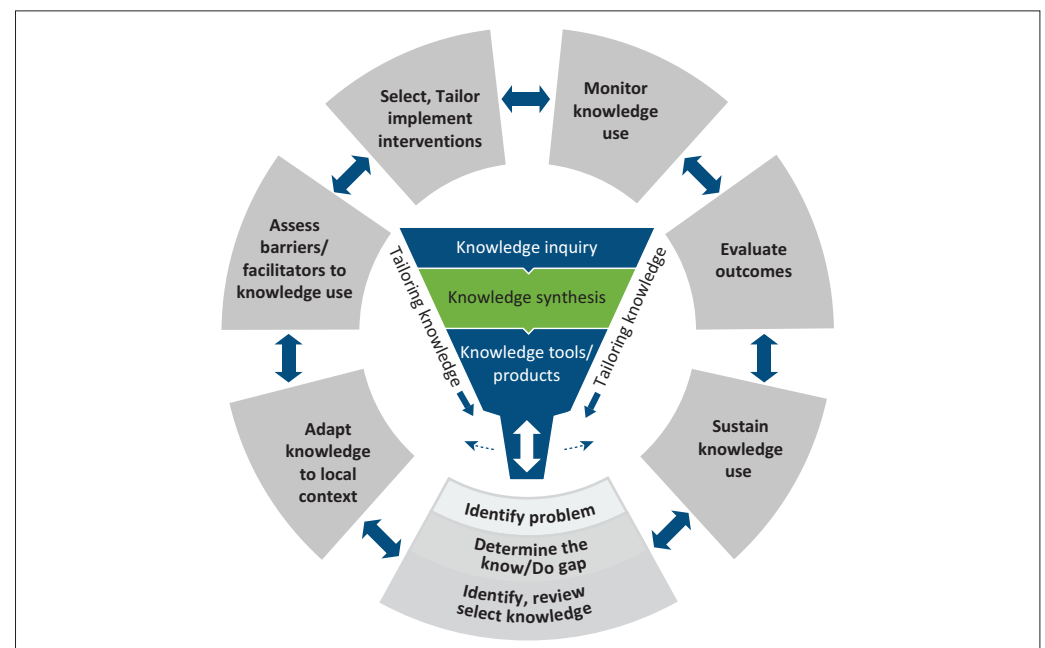 Select, Tailor
implement
interventions
Monitor
knowledge
use
Assess
barriers/
facilitators to
knowledge use
Evaluate
outcomes
Knowledge inquiry
Knowledge synthesis
Knowledge tools/
products
Tailoring knowledge
Tailoring knowledge
Adapt
knowledge
to local
context
Sustain
knowledge
use
Identify problem
Determine the
know/Do gap
Identify, review
select knowledge